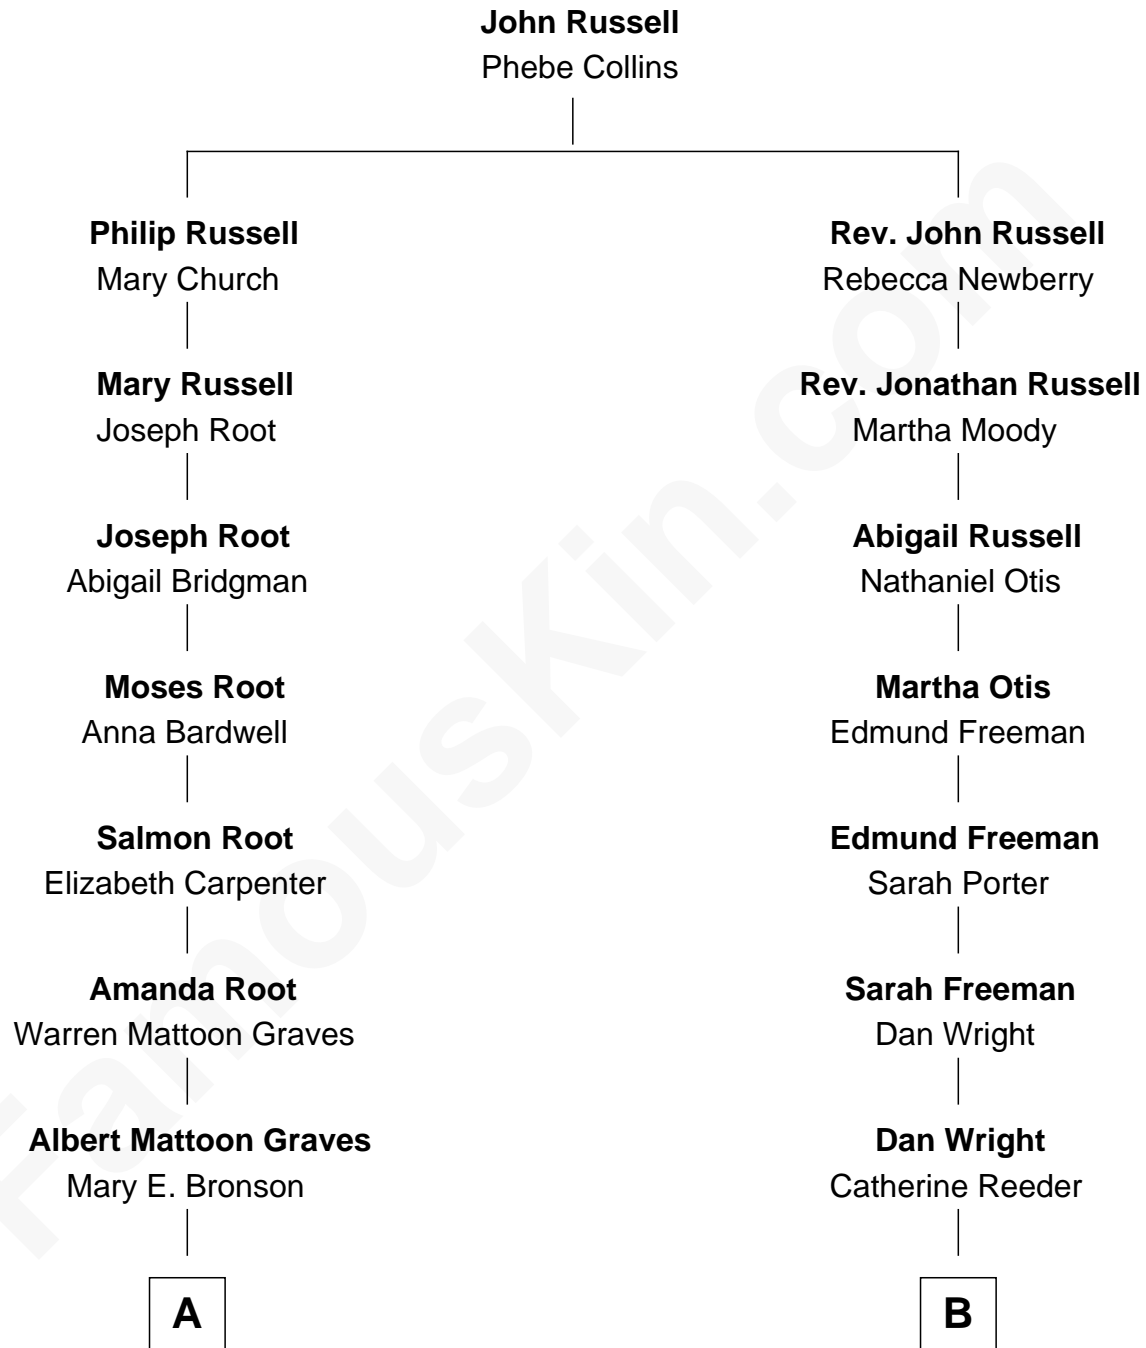 John Russell
Phebe Collins
Philip Russell
Mary Church
Rev. John Russell
Rebecca Newberry
Mary Russell
Joseph Root
Rev. Jonathan Russell
Martha Moody
Joseph Root
Abigail Bridgman
Abigail Russell
Nathaniel Otis
Moses Root
Anna Bardwell
Martha Otis
Edmund Freeman
Salmon Root
Elizabeth Carpenter
Edmund Freeman
Sarah Porter
Amanda Root
Warren Mattoon Graves
Sarah Freeman
Dan Wright
Albert Mattoon Graves
Mary E. Bronson
Dan Wright
Catherine Reeder
A
B
FamousKin.com